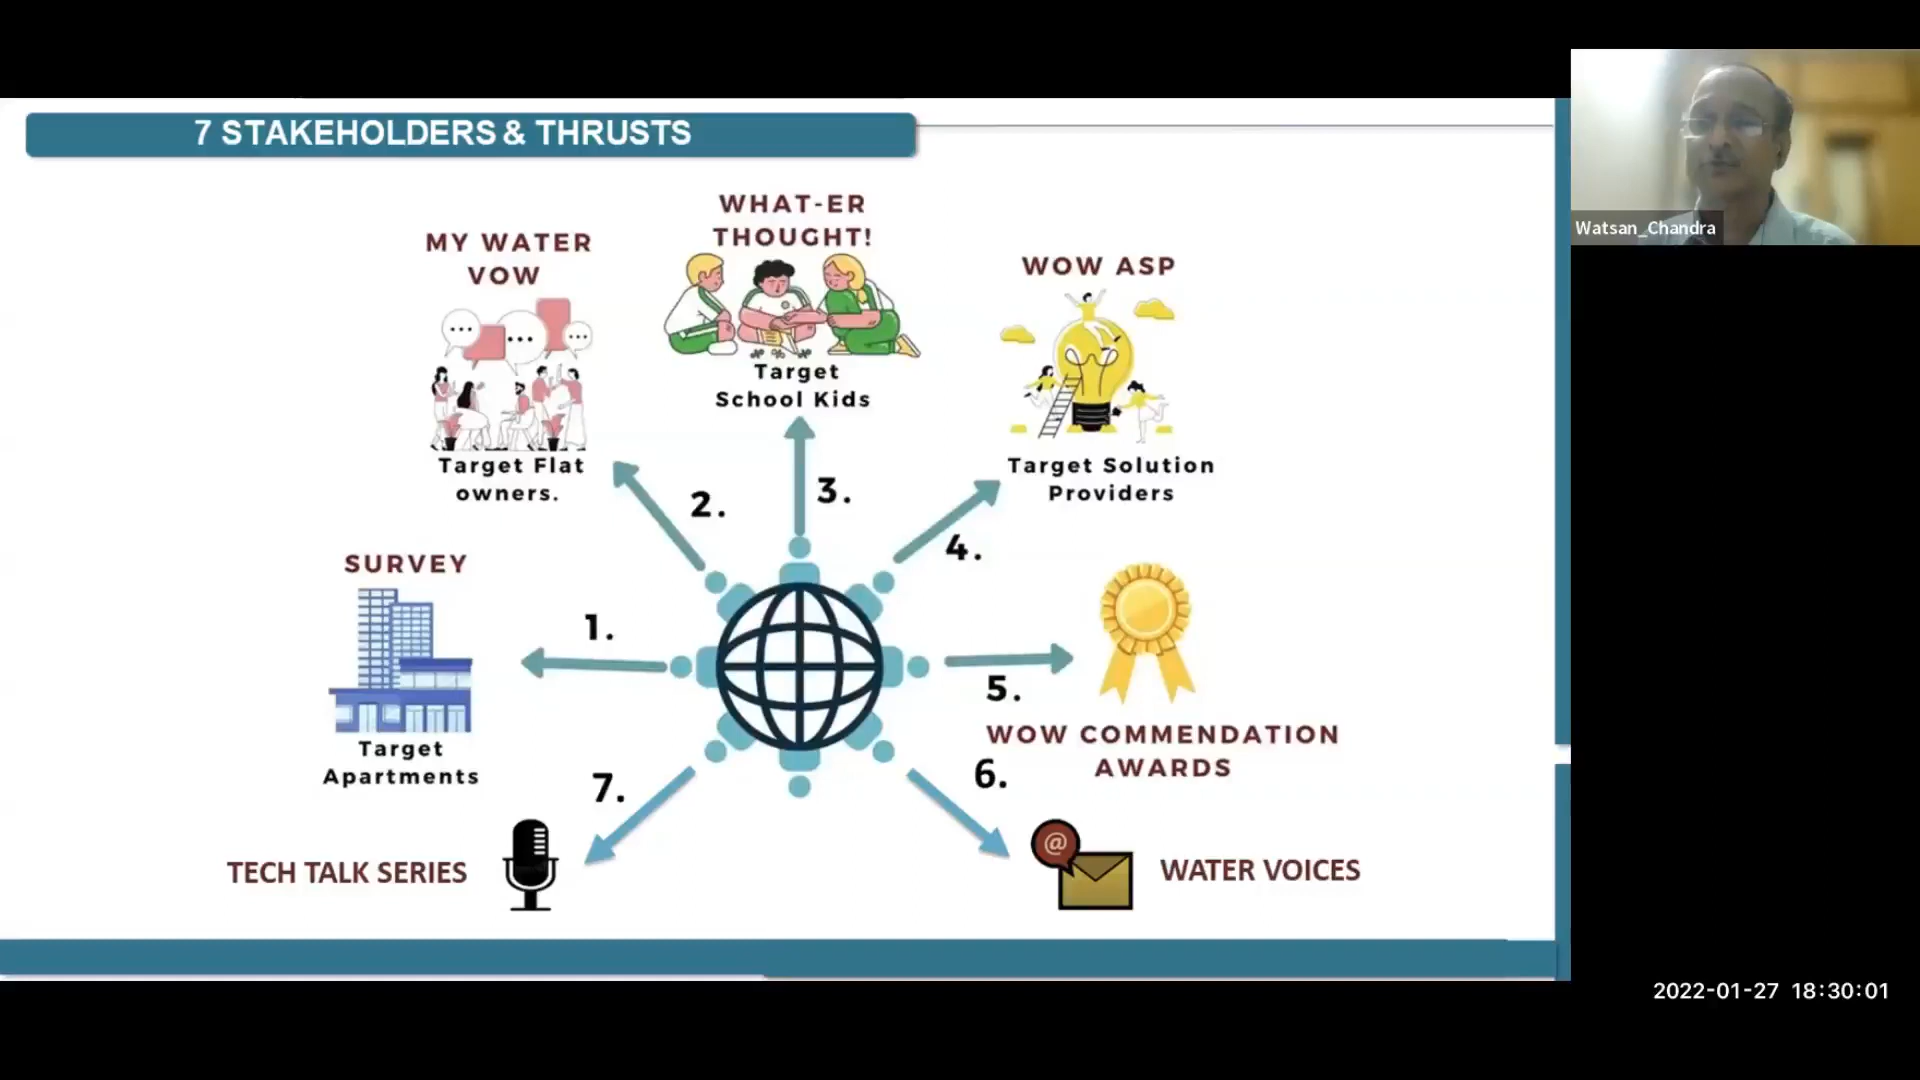 7 STAKEHOLDERS & THRUSTS
WHAT-ER
THOUGHT!
Target
School Kids
MY WATER
VOW
Target Flat
owners.
WOW ASP
Target Solution
Providers
2.
3.
4.
SURVEY
Target
Apartments
1.
5.
WOW COMMENDATION
AWARDS
6.
7.
TECH TALK SERIES
@
WATER VOICES
Watsan_Chandra
2022-01-27 18:30:01